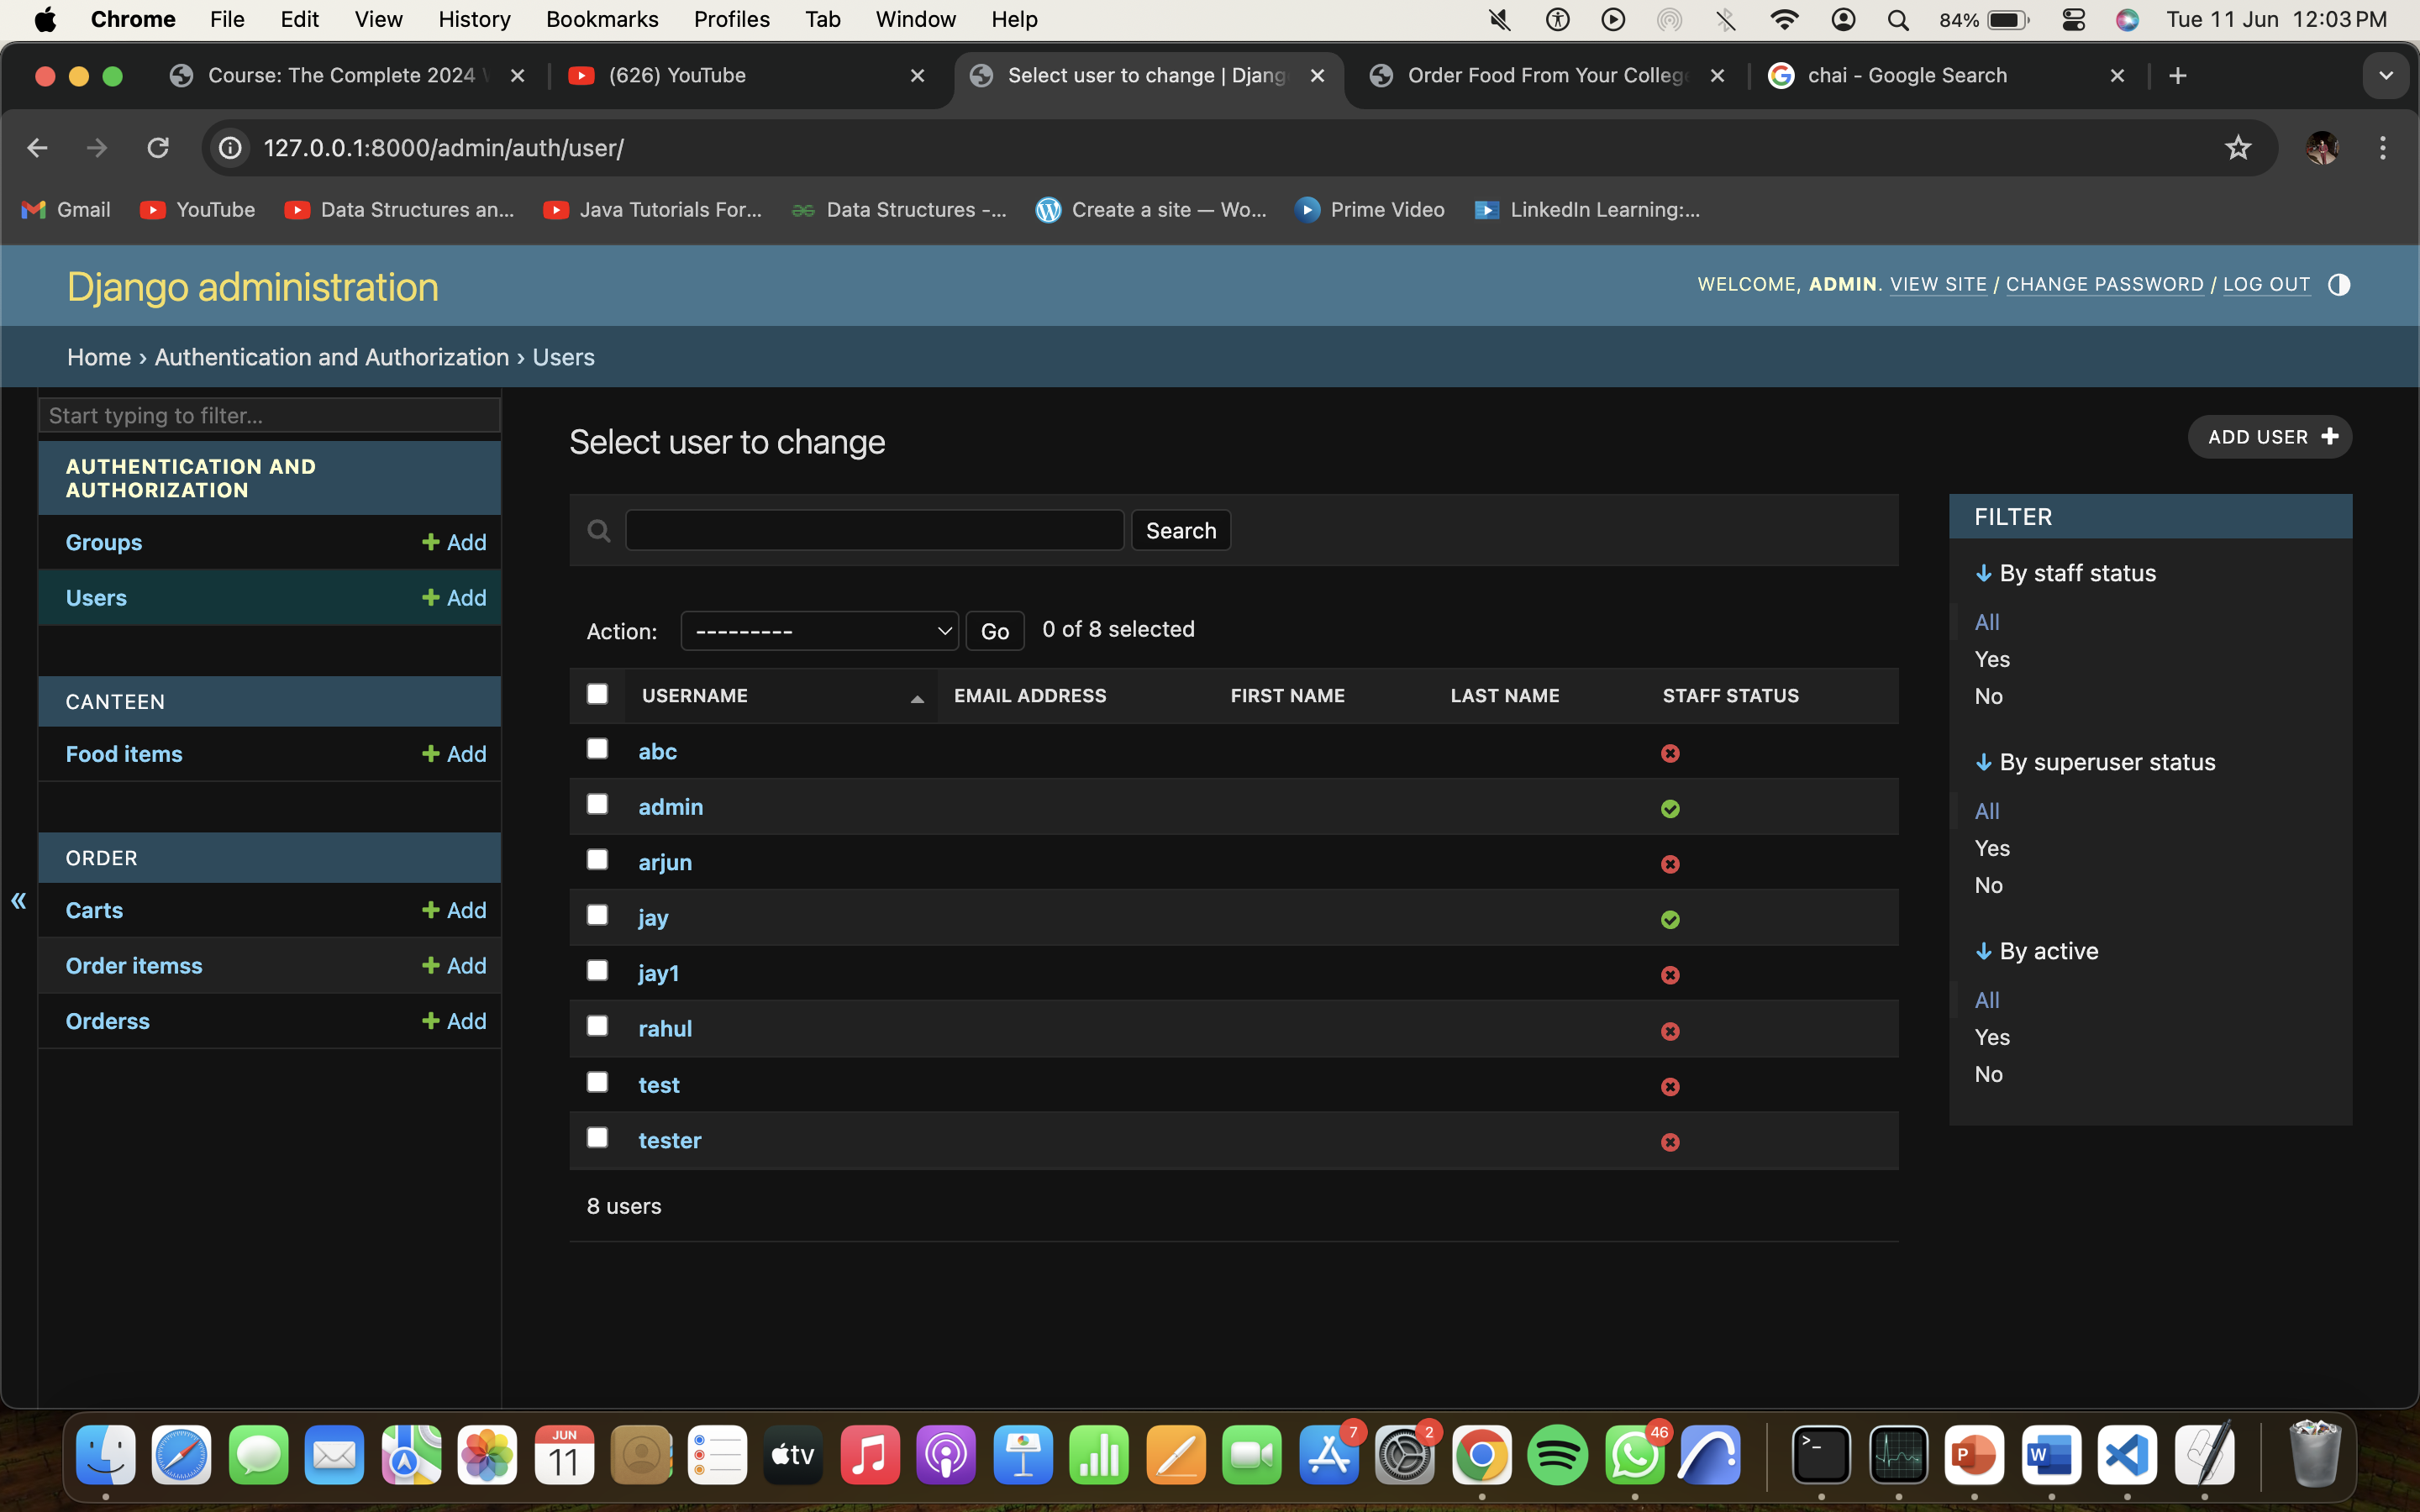 Chrome File Edit View History Bookmarks Profiles Tab Window Help 84% Tue 11 Jun 12:03 PM
Course: The Complete 2024 (626) YouTube Select user to change | Djang Order Food From Your Colleg chai - Google Search
127.0.0.1:8000/admin/auth/user/
Gmail YouTube Data Structures an... Java Tutorials For... Data Structures -... Create a site — Wo... Prime Video LinkedIn Learning:...
Django administration
WELCOME, ADMIN. VIEW SITE / CHANGE PASSWORD / LOG OUT
Home › Authentication and Authorization › Users
Start typing to filter...
AUTHENTICATION AND
AUTHORIZATION
Groups + Add
Users + Add
CANTEEN
Food items + Add
ORDER
Carts + Add
Order itemss + Add
Orderss + Add
«
Select user to change
ADD USER +
Search
Action: --------- Go 0 of 8 selected
USERNAME EMAIL ADDRESS FIRST NAME LAST NAME STAFF STATUS
abc
admin
arjun
jay
jay1
rahul
test
tester
8 users
FILTER
↓ By staff status
All
Yes
No
↓ By superuser status
All
Yes
No
↓ By active
All
Yes
No
JUN
11
tv
7
2
46
>_
P
W